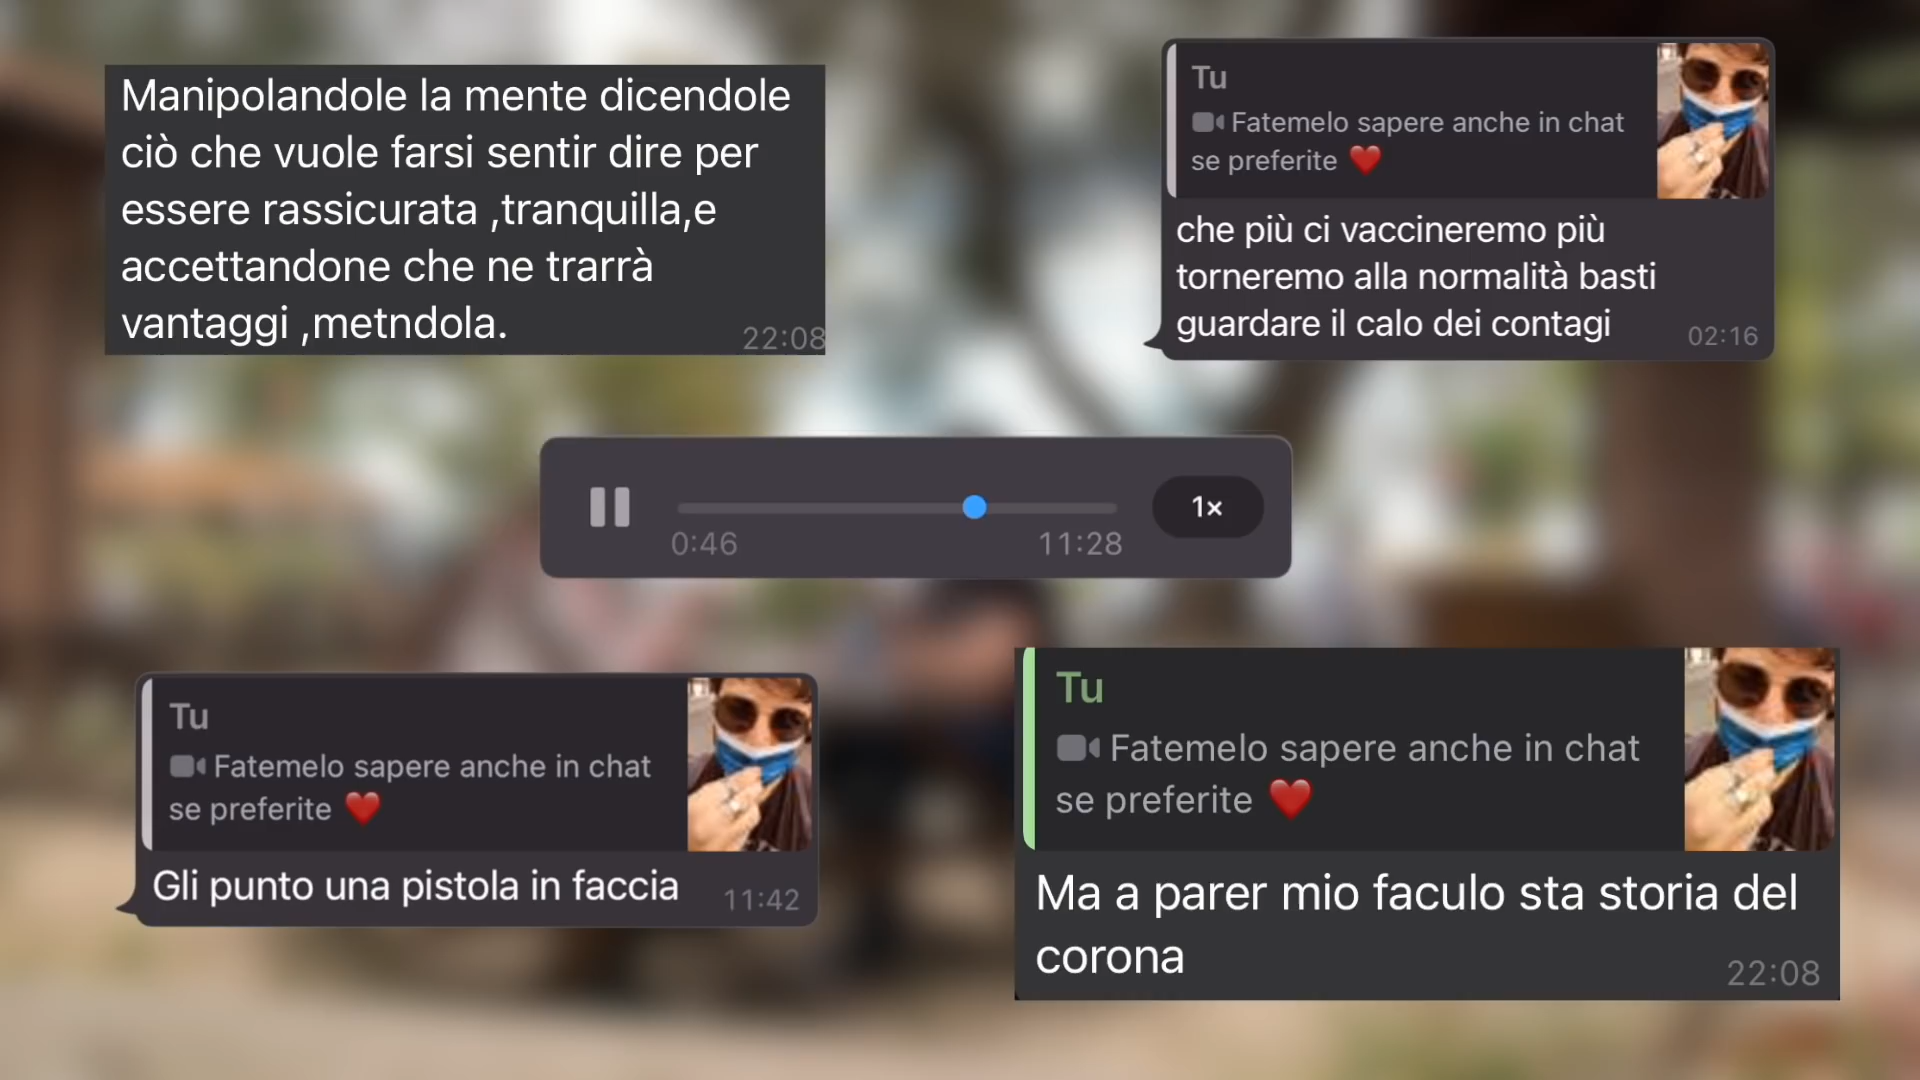 Manipolandole la mente dicendole
ciò che vuole farsi sentir dire per
essere rassicurata ,tranquilla,e
accettandone che ne trarrà
vantaggi ,metndola.
22:08
Tu
Fatemelo sapere anche in chat
se preferite ❤️
che più ci vaccineremo più
torneremo alla normalità basti
guardare il calo dei contagi
02:16
1x
0:46
11:28
Tu
Fatemelo sapere anche in chat
se preferite ❤️
Gli punto una pistola in faccia
11:42
Tu
Fatemelo sapere anche in chat
se preferite ❤️
Ma a parer mio faculo sta storia del
corona
22:08